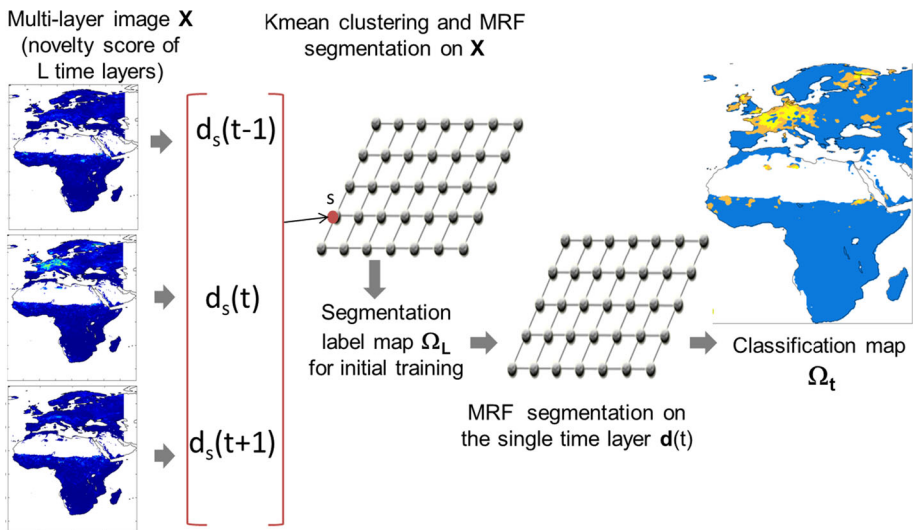 Multi-layer image X
(novelty score of
L time layers)
Kmean clustering and MRF
segmentation on X
dₛ(t-1)
dₛ(t)
dₛ(t+1)
s
Segmentation
label map Ω_L
for initial training
MRF segmentation on
the single time layer d(t)
Classification map
Ωₜ